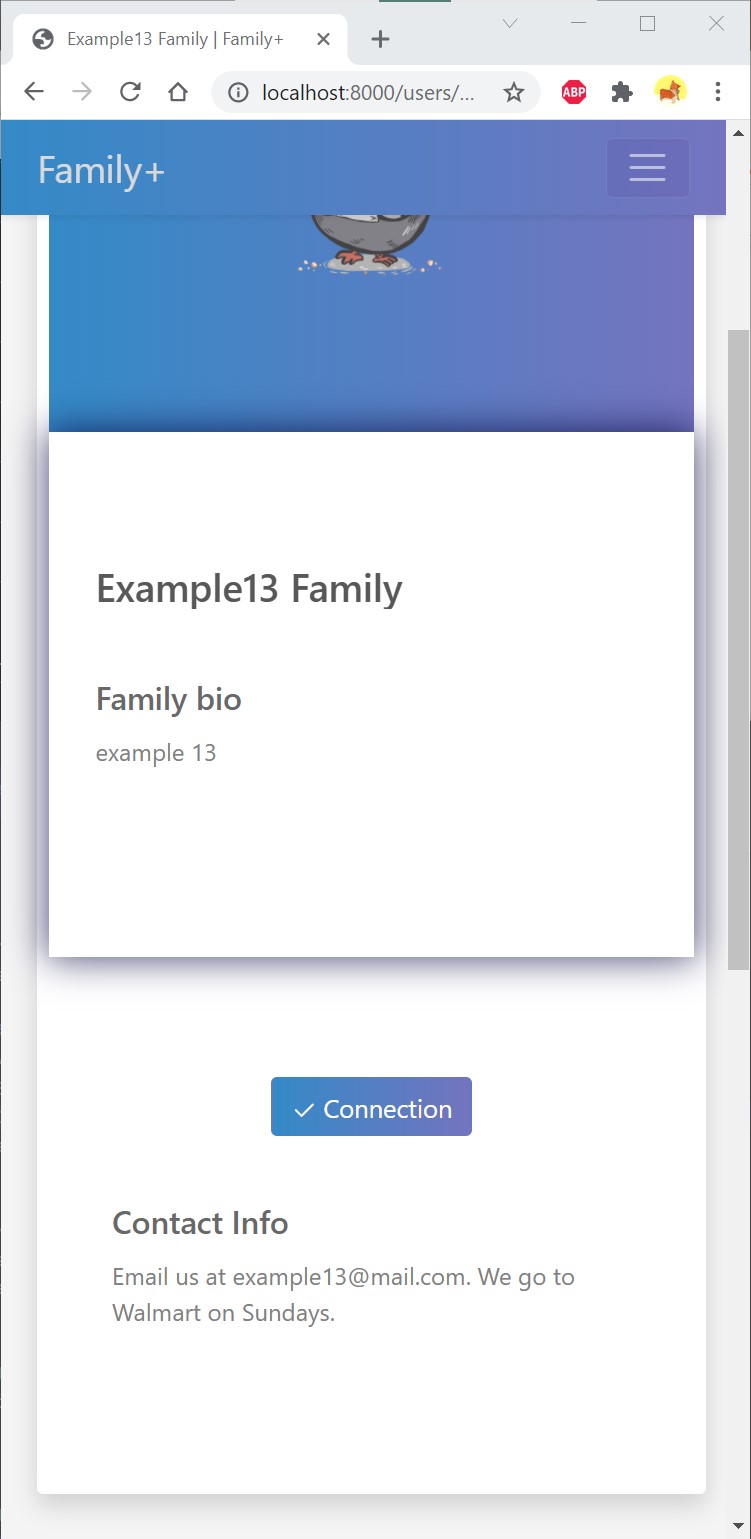 Example13 Family | Family+
localhost:8000/users/...
ABP
Family+
Example13 Family
Family bio
example 13
Connection
Contact Info
Email us at example13@mail.com. We go to
Walmart on Sundays.